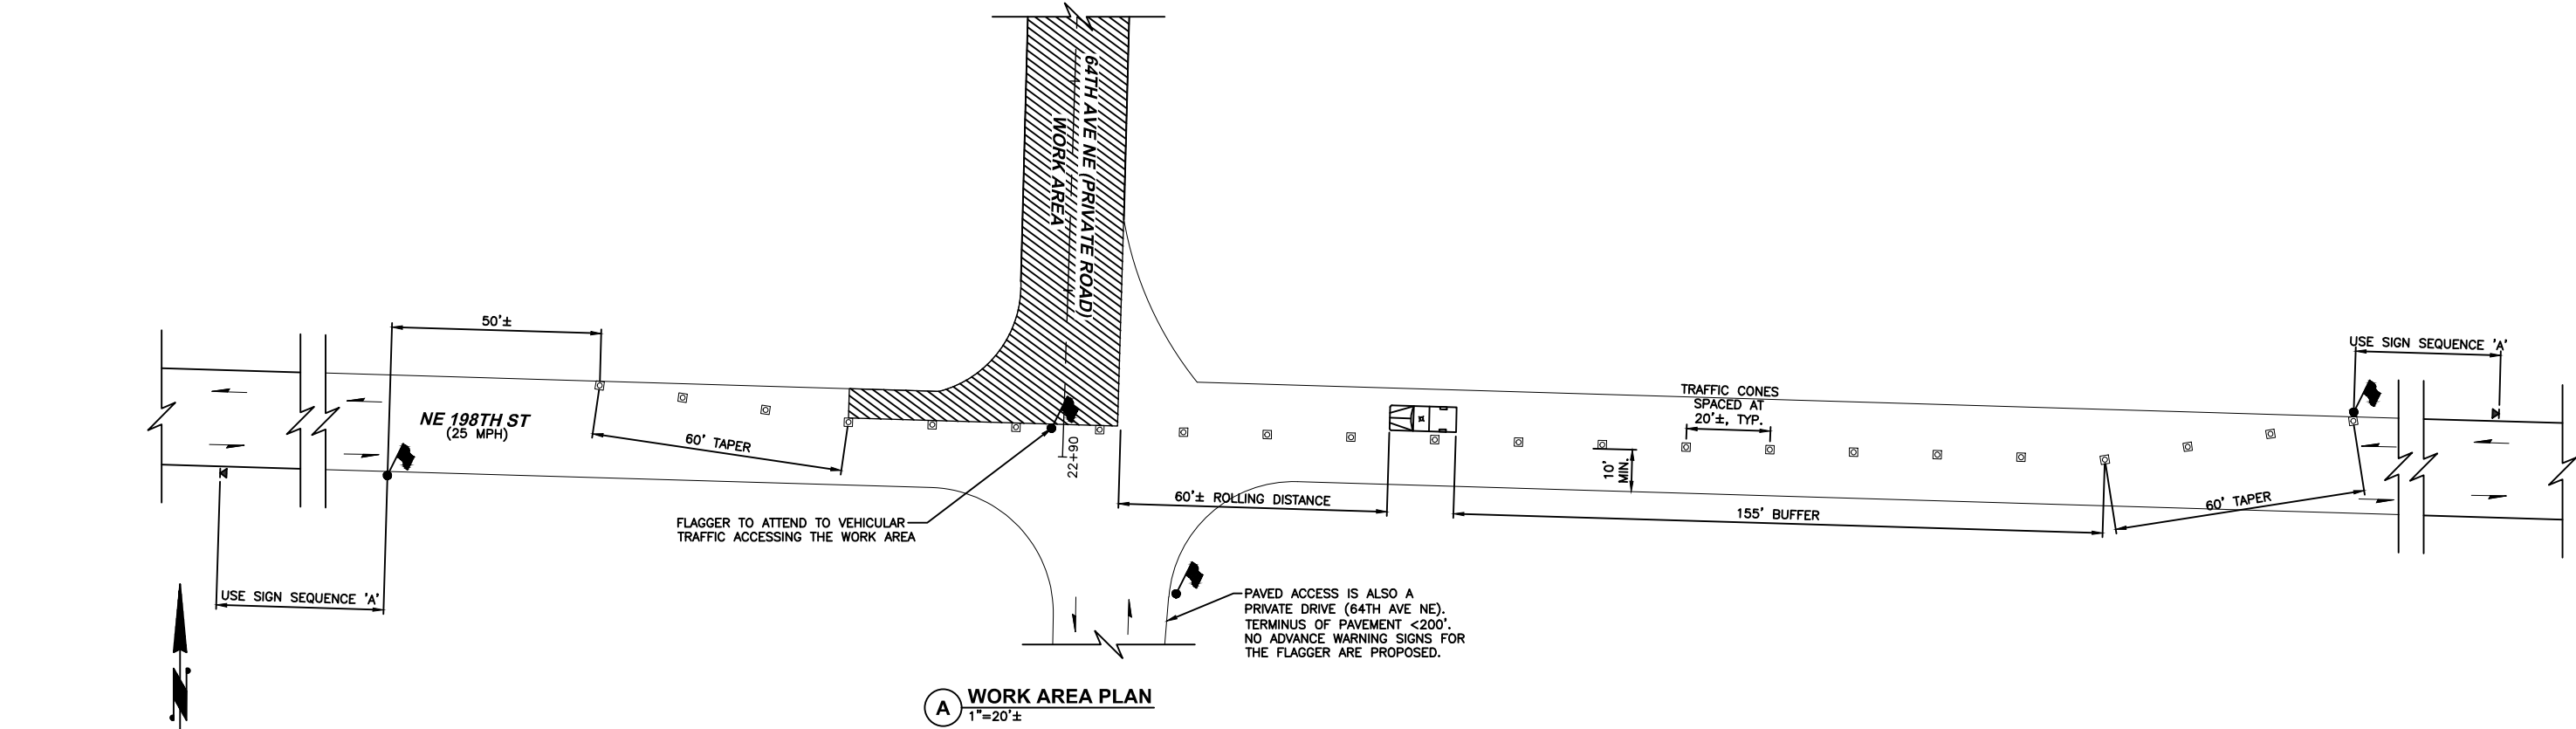 64TH AVE NE (PRIVATE ROAD)
WORK AREA
50'±
NE 198TH ST
(25 MPH)
60' TAPER
22+90
FLAGGER TO ATTEND TO VEHICULAR
TRAFFIC ACCESSING THE WORK AREA
USE SIGN SEQUENCE 'A'
60'± ROLLING DISTANCE
TRAFFIC CONES
SPACED AT
20'±, TYP.
10'
MIN.
155' BUFFER
USE SIGN SEQUENCE 'A'
60' TAPER
PAVED ACCESS IS ALSO A
PRIVATE DRIVE (64TH AVE NE).
TERMINUS OF PAVEMENT <200'.
NO ADVANCE WARNING SIGNS FOR
THE FLAGGER ARE PROPOSED.
N
A WORK AREA PLAN
1"=20'±